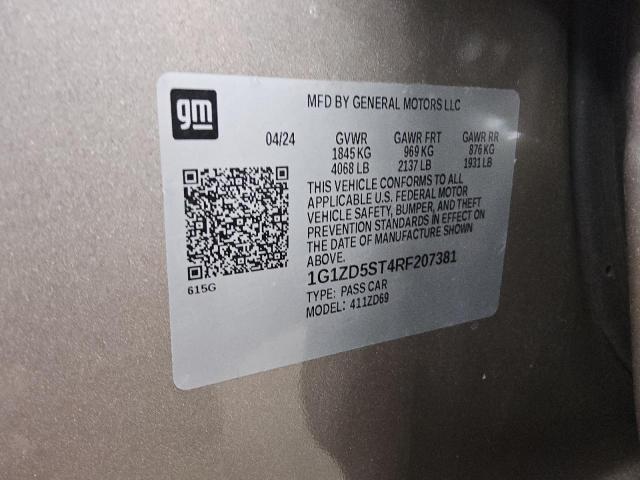 gm
MFD BY GENERAL MOTORS LLC
04/24 GVWR GAWR FRT GAWR RR
1845 KG 969 KG 876 KG
4068 LB 2137 LB 1931 LB
THIS VEHICLE CONFORMS TO ALL
APPLICABLE U.S. FEDERAL MOTOR
VEHICLE SAFETY, BUMPER, AND THEFT
PREVENTION STANDARDS IN EFFECT ON
THE DATE OF MANUFACTURE SHOWN
ABOVE.
615G
1G1ZD5ST4RF207381
TYPE: PASS CAR
MODEL: 411ZD69